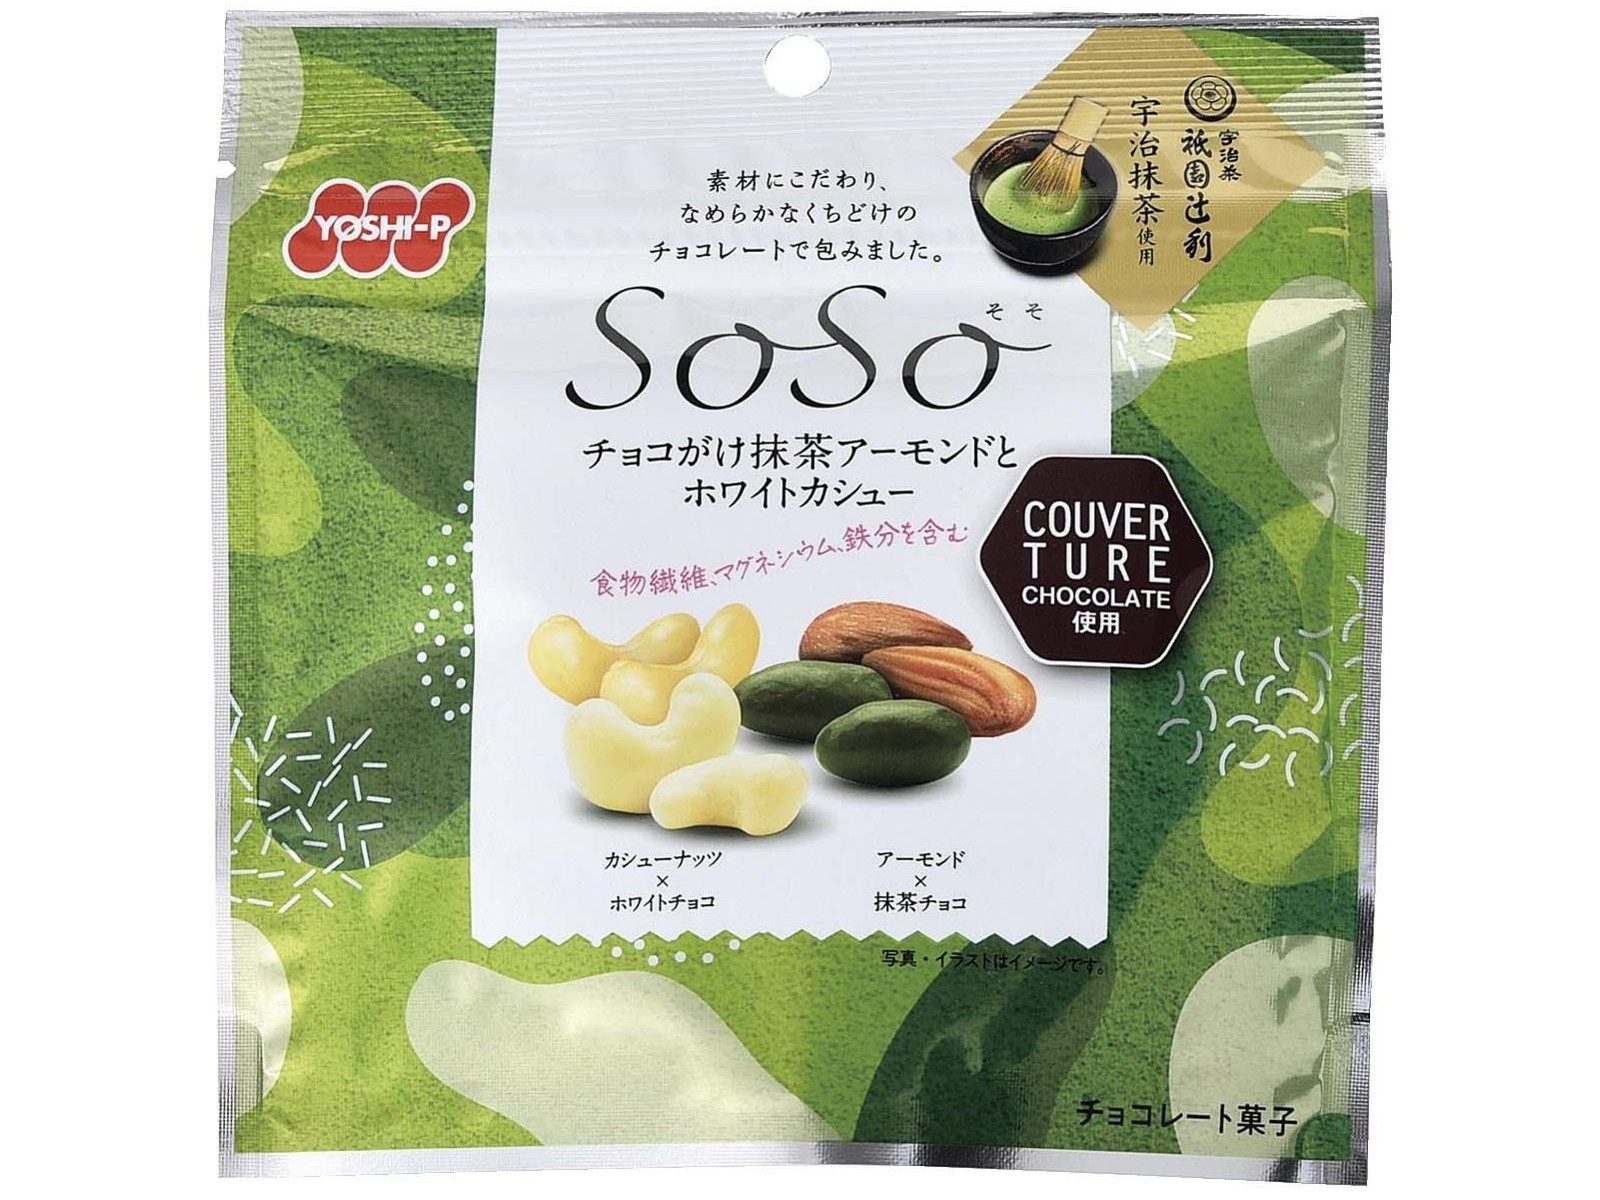 YOSHI-P
素材にこだわり、
なめらかなくちどけの
チョコレートで包みました。
宇治茶
祇園辻利
宇治抹茶使用
SoSo
そそ
チョコがけ抹茶アーモンドと
ホワイトカシュー
食物繊維、マグネシウム、鉄分を含む
COUVER
TURE
CHOCOLATE
使用
カシューナッツ
×
ホワイトチョコ
アーモンド
×
抹茶チョコ
写真・イラストはイメージです。
チョコレート菓子